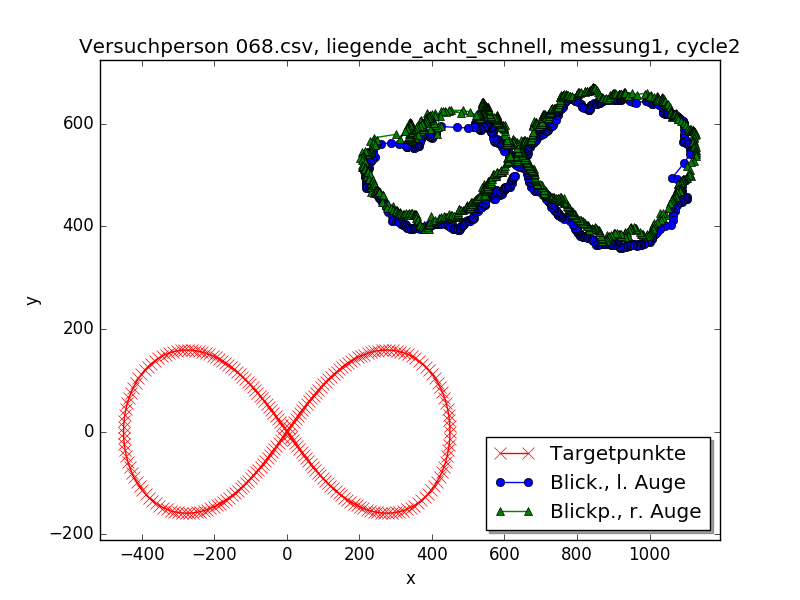 Versuchperson 068.csv, liegende_acht_schnell, messung1, cycle2
y
600
400
200
0
−200
−400
−200
0
200
400
600
800
1000
x
Targetpunkte
Blick., l. Auge
Blickp., r. Auge